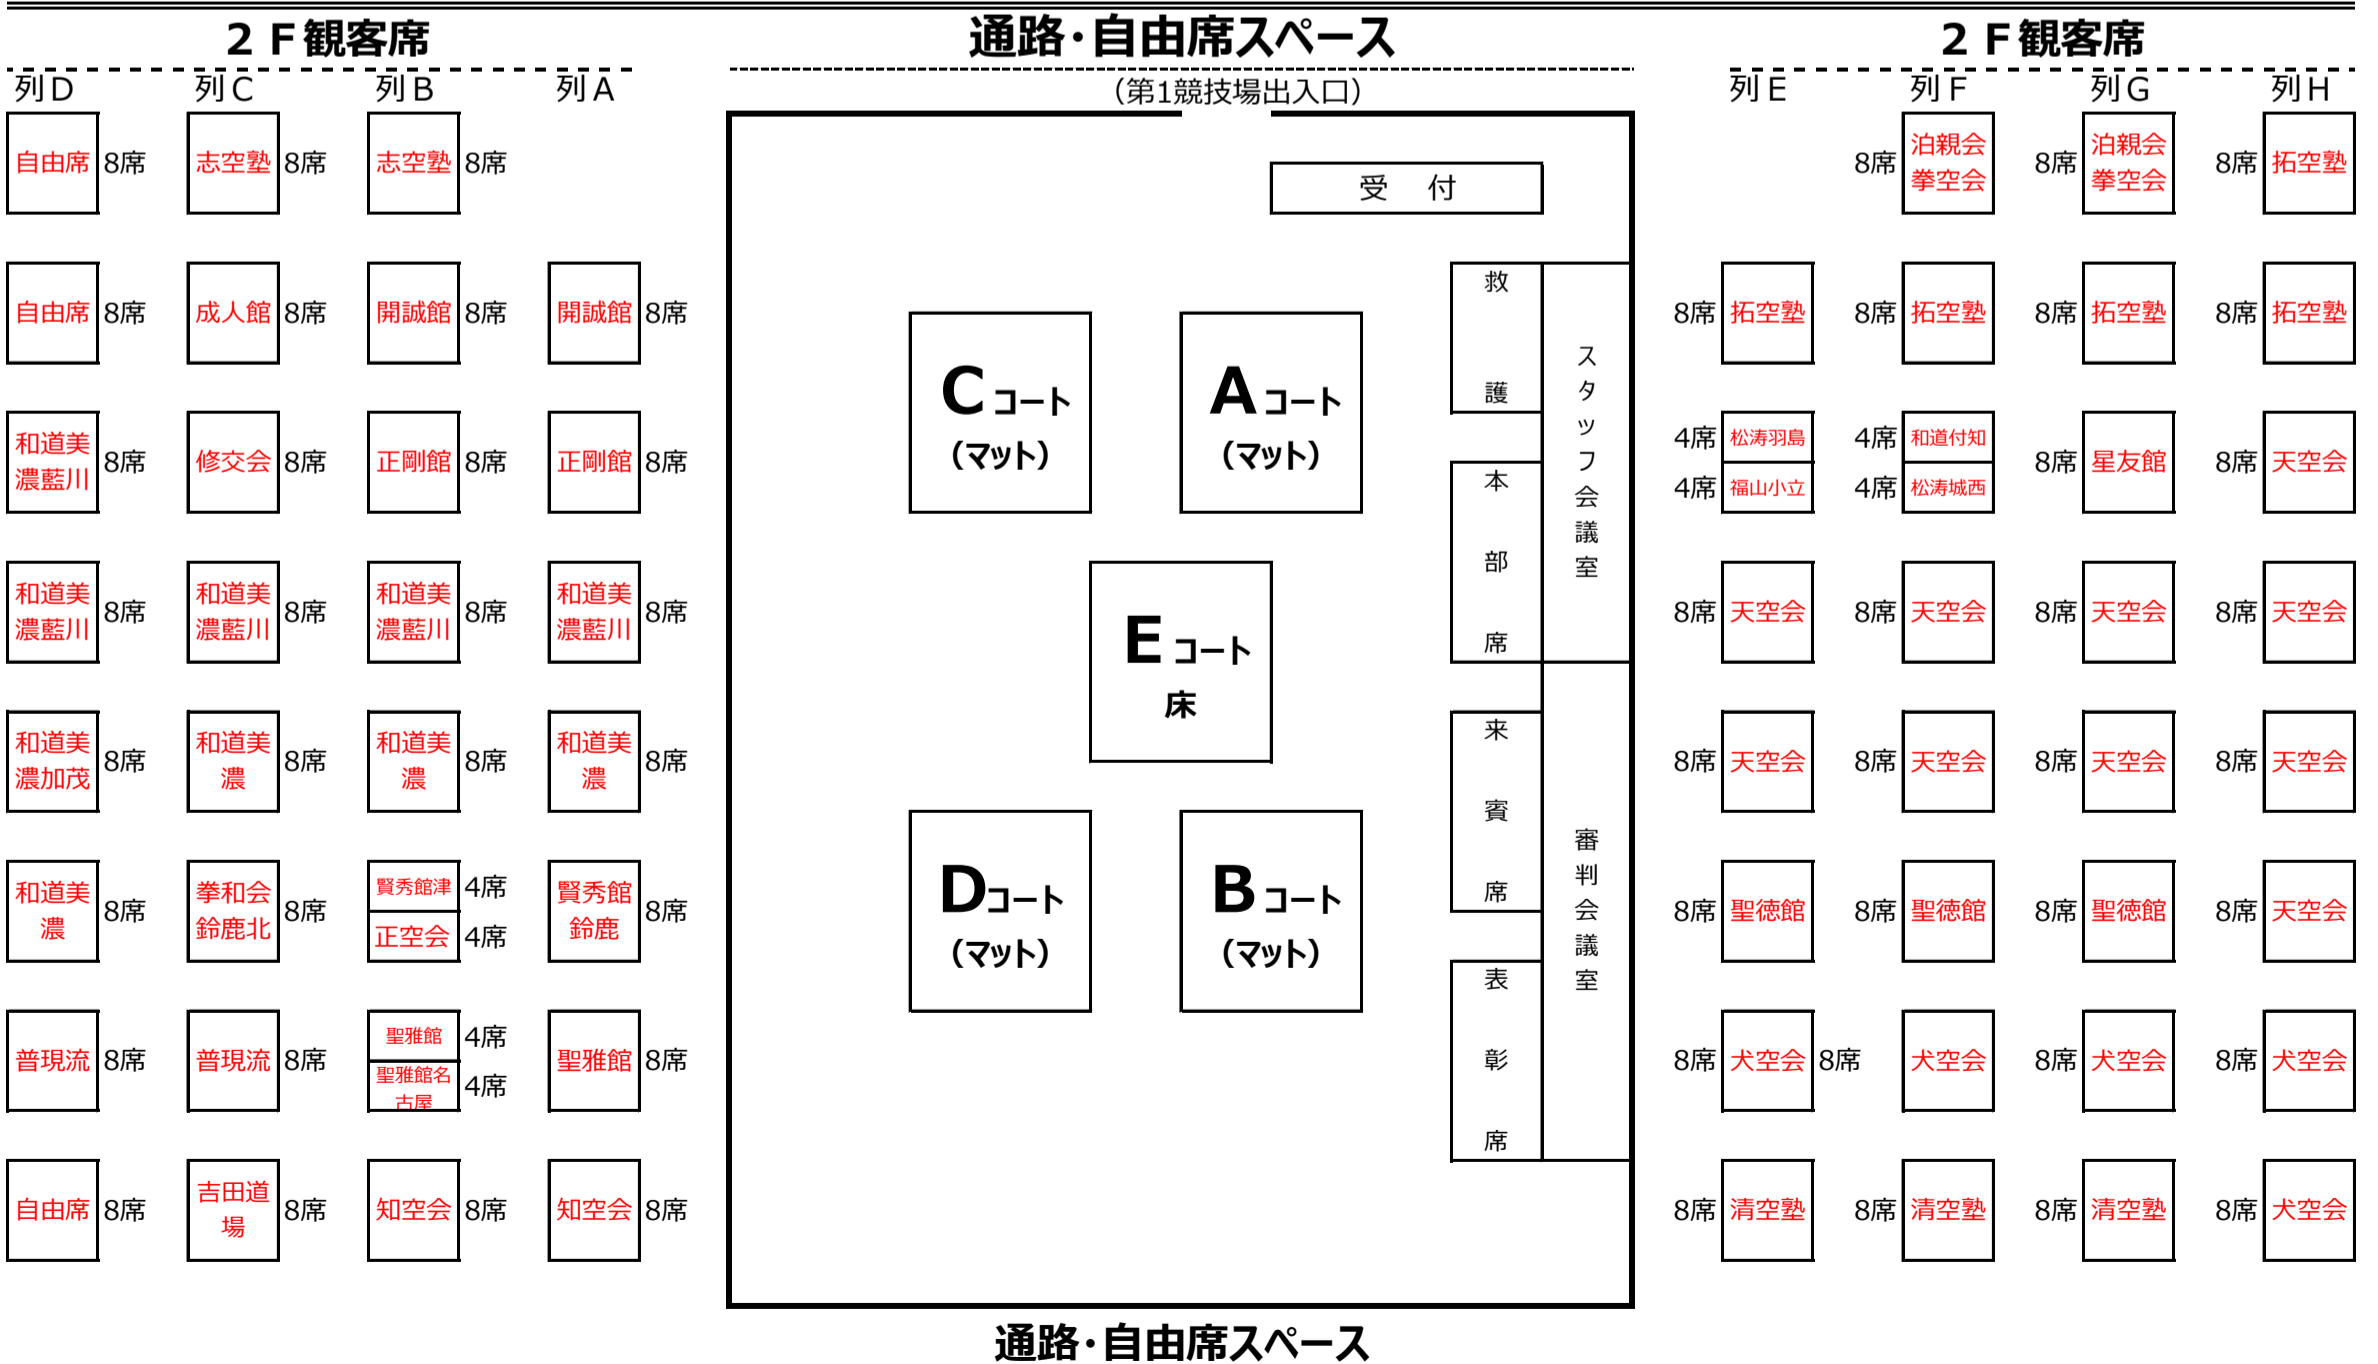 ２Ｆ観客席
通路・自由席スペース
２Ｆ観客席
列D 列C 列B 列A
（第1競技場出入口）
列E 列F 列G 列H
自由席 8席 志空塾 8席 志空塾 8席
受　付
8席 泊親会 8席 泊親会 8席 拓空塾
拳空会 拳空会
自由席 8席 成人館 8席 開誠館 8席 開誠館 8席
救護
スタッフ会議室
8席 拓空塾 8席 拓空塾 8席 拓空塾 8席 拓空塾
Cコート
（マット）
Aコート
（マット）
和道美 8席 修交会 8席 正剛館 8席 正剛館 8席
濃藍川
本部席
4席 松涛羽島 4席 和道付知 8席 星友館 8席 天空会
4席 福山小立 4席 松涛城西
和道美 8席 和道美 8席 和道美 8席 和道美 8席
濃藍川 濃藍川 濃藍川 濃藍川
Eコート
床
8席 天空会 8席 天空会 8席 天空会 8席 天空会
和道美 8席 和道美 8席 和道美 8席 和道美 8席
濃加茂 濃 濃 濃
来賓席
審判会議室
8席 天空会 8席 天空会 8席 天空会 8席 天空会
Dコート
（マット）
Bコート
（マット）
和道美 8席 拳和会 8席 賢秀館津 4席 賢秀館 8席
濃 鈴鹿北 正空会 4席 鈴鹿
8席 聖徳館 8席 聖徳館 8席 聖徳館 8席 天空会
普現流 8席 普現流 8席 聖雅館 4席 聖雅館 8席
聖雅館名 4席
古屋
表彰席
8席 犬空会 8席 犬空会 8席 犬空会 8席 犬空会
自由席 8席 吉田道 8席 知空会 8席 知空会 8席
場
8席 清空塾 8席 清空塾 8席 清空塾 8席 犬空会
通路・自由席スペース